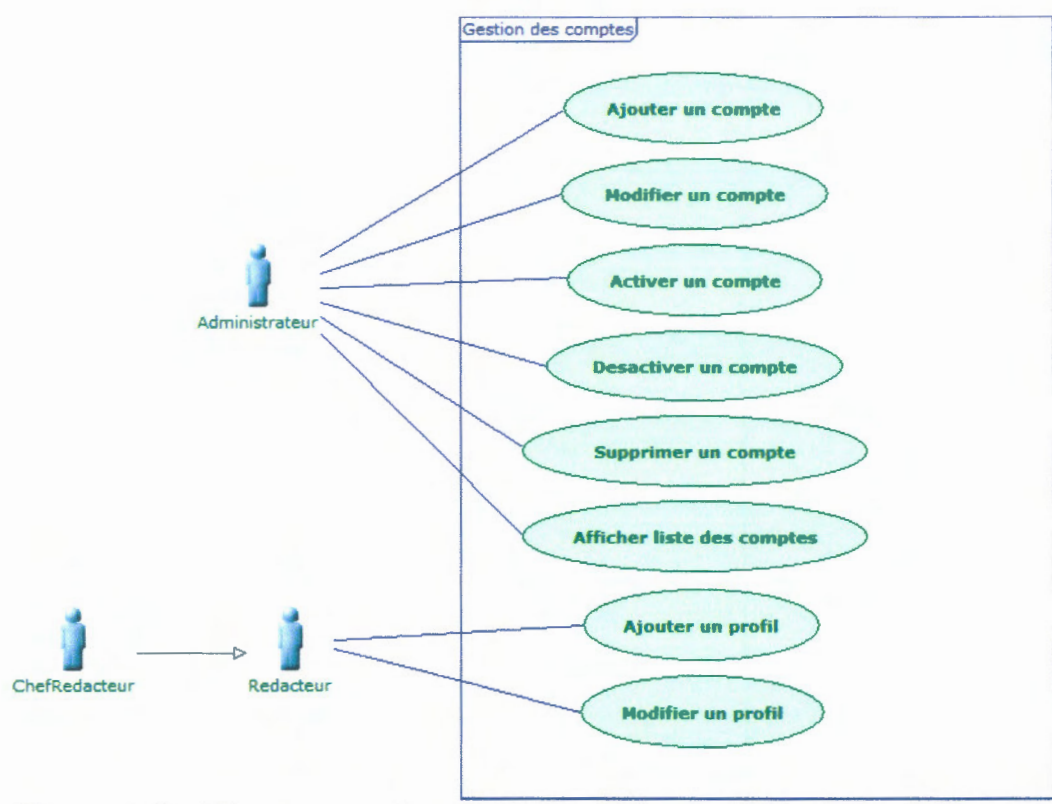 Gestion des comptes
Ajouter un compte
Modifier un compte
Activer un compte
Administrateur
Desactiver un compte
Supprimer un compte
Afficher liste des comptes
Ajouter un profil
ChefRedacteur
Redacteur
Modifier un profil